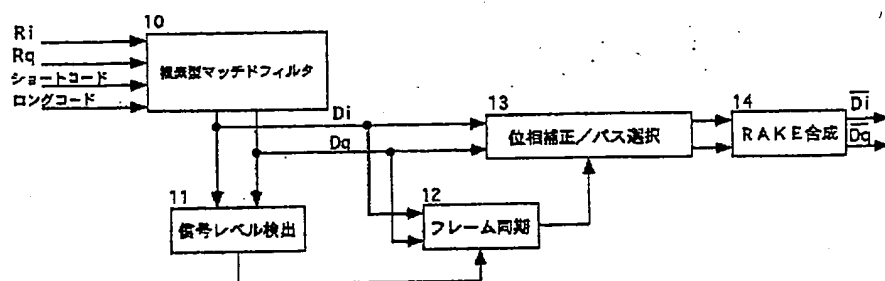 10
Ri
Rq
ショートコード
ロングコード
複素型マッチドフィルタ
Di
Dq
11
信号レベル検出
12
フレーム同期
13
位相補正/パス選択
14
RAKE合成
Di
Dq